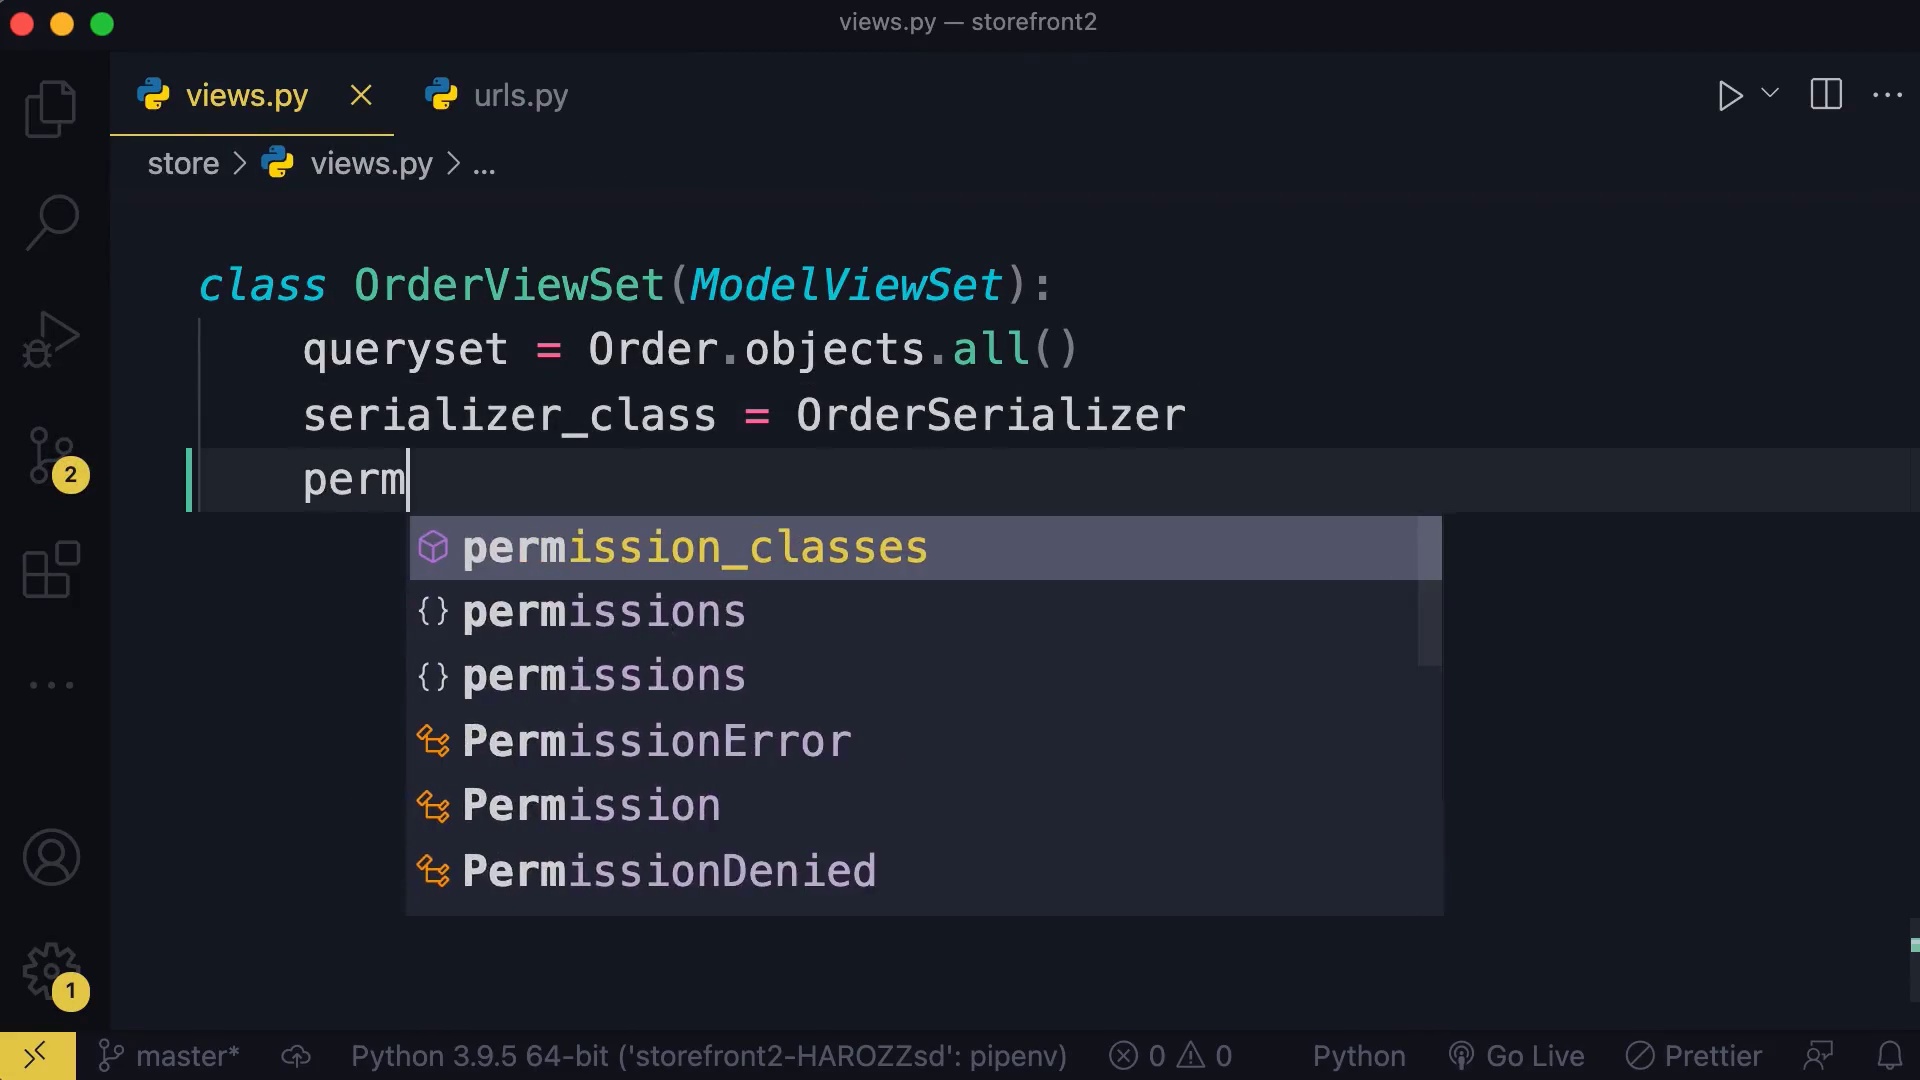 views.py — storefront2
views.py
urls.py
store > views.py > ...
class OrderViewSet(ModelViewSet):
queryset = Order.objects.all()
serializer_class = OrderSerializer
perm
permission_classes
{} permissions
{} permissions
PermissionError
Permission
PermissionDenied
2
1
master* Python 3.9.5 64-bit ('storefront2-HAROZZsd': pipenv) 0 0 Python Go Live Prettier